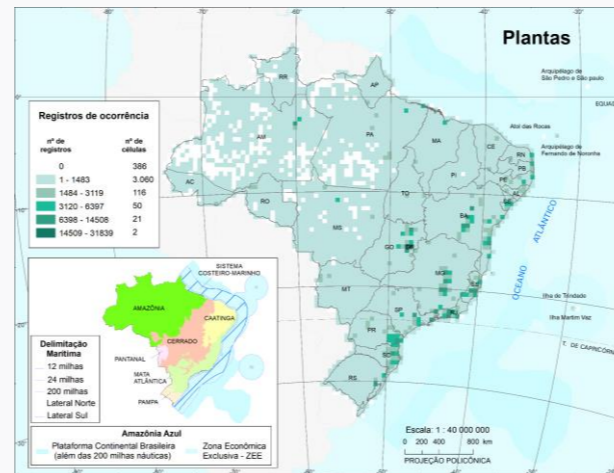 Plantas
Registros de ocorrência
nº de registros
nº de células
0 386
1 - 1483 3.060
1484 - 3119 116
3120 - 6397 50
6398 - 14508 21
14509 - 31839 2
RR
AP
AM
PA
MA
CE
RN
PB
PE
AL
SE
PI
AC
RO
TO
BA
MS
GO
DF
MT
MG
ES
SP
RJ
PR
SC
RS
Arquipélago de
São Pedro e São paulo
EQUAD
Atol das Rocas
Arquipélago de
Fernando de Noronha
OCEANO ATLÂNTICO
Ilha de Trindade
Ilha Martim Vaz
T. DE CAPRICÓRN
SISTEMA
COSTEIRO-MARINHO
AMAZÔNIA
CAATINGA
CERRADO
PANTANAL
MATA
ATLÂNTICA
PAMPA
Delimitação
Marítima
12 milhas
24 milhas
200 milhas
Lateral Norte
Lateral Sul
Amazônia Azul
Plataforma Continental Brasileira
(além das 200 milhas náuticas)
Zona Econômica
Exclusiva - ZEE
Escala: 1 : 40 000 000
0 200 400 800 km
PROJEÇÃO POLICÔNICA